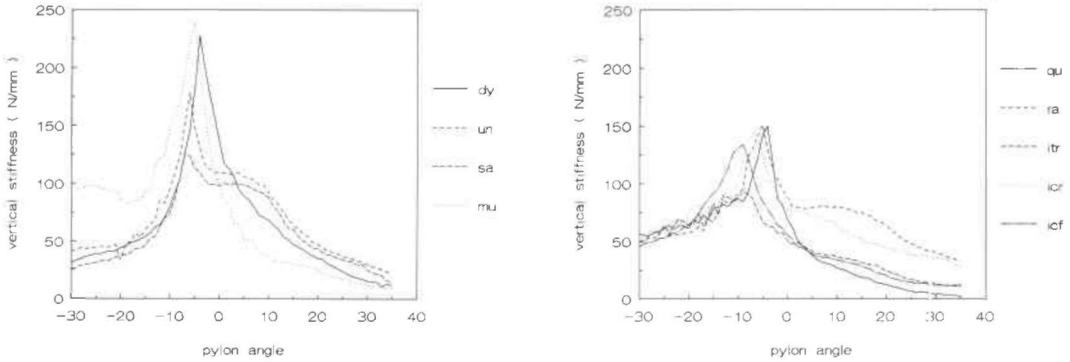 vertical stiffness ( N/mm )
250
200
150
100
50
0
-30 -20 -10 0 10 20 30 40
pylon angle
dy
un
sa
mu
vertical stiffness ( N/mm )
250
200
150
100
50
0
-30 -20 -10 0 10 20 30 40
pylon angle
qu
ra
itr
icr
icf